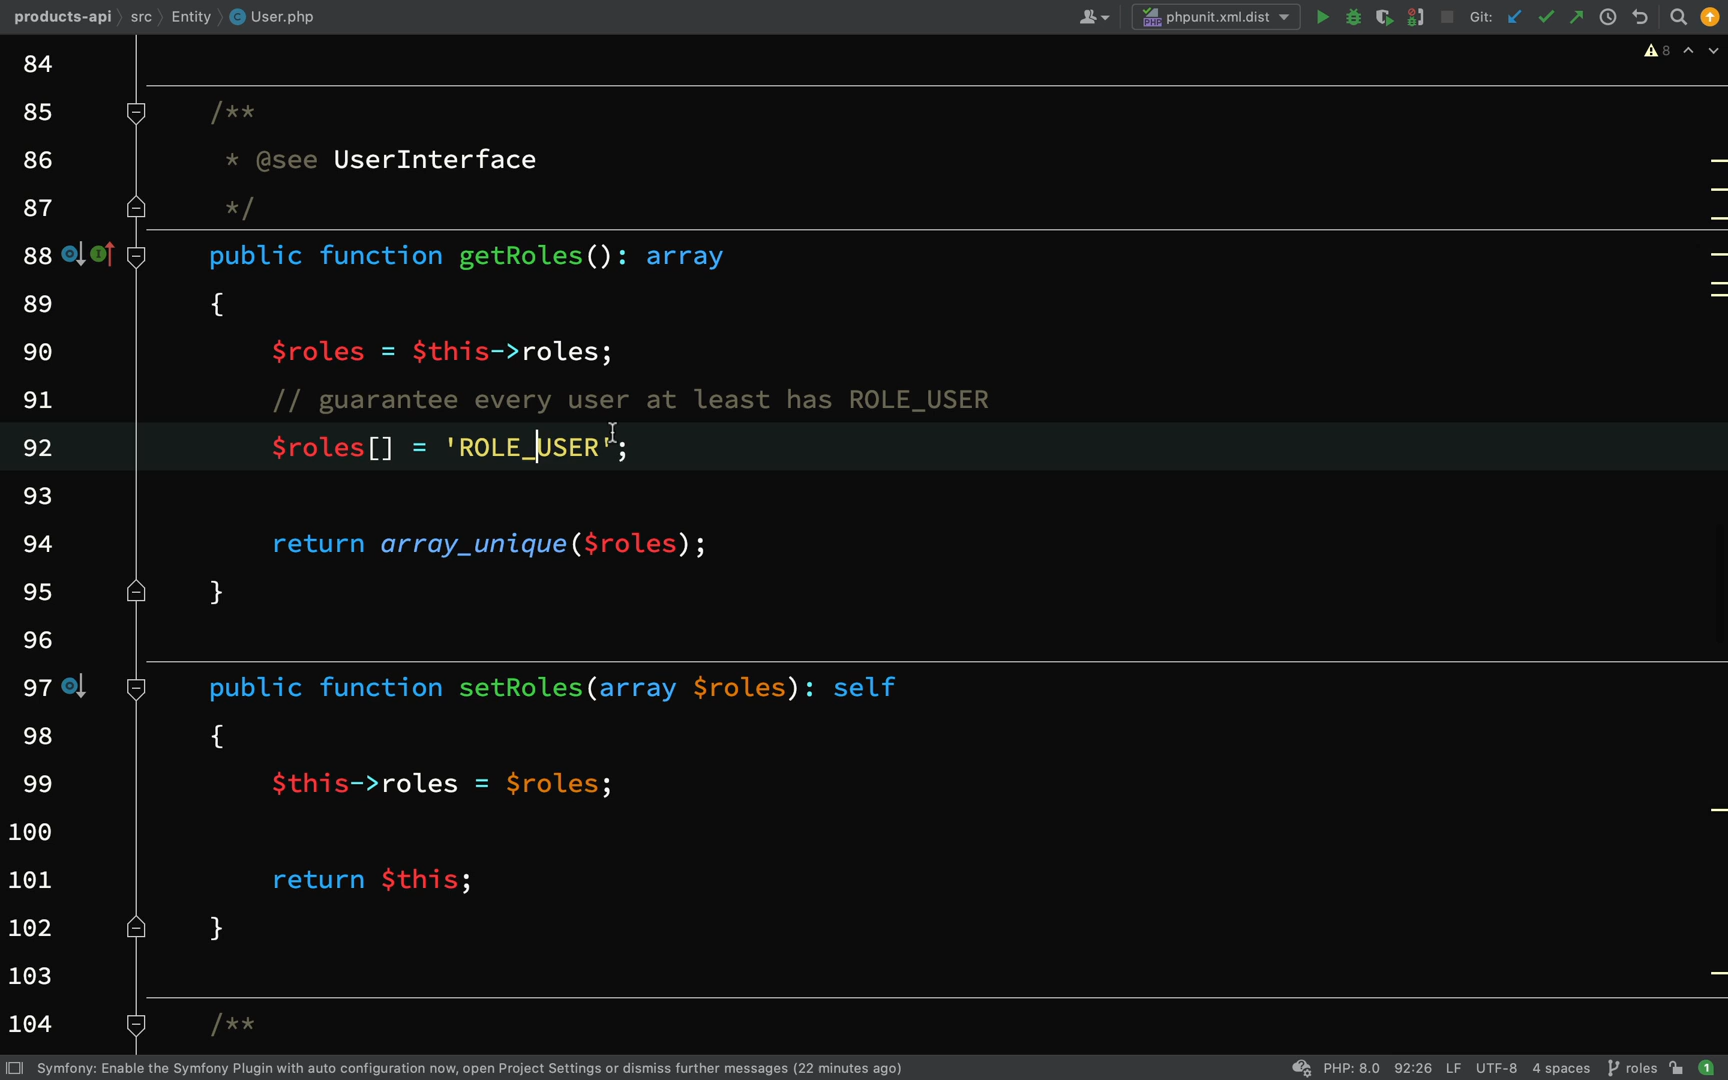 products-api src Entity User.php phpunit.xml.dist Git:
8
84
85 /**
86 * @see UserInterface
87 */
88 public function getRoles(): array
89 {
90 $roles = $this->roles;
91 // guarantee every user at least has ROLE_USER
92 $roles[] = 'ROLE_USER';
93
94 return array_unique($roles);
95 }
96
97 public function setRoles(array $roles): self
98 {
99 $this->roles = $roles;
100
101 return $this;
102 }
103
104 /**
Symfony: Enable the Symfony Plugin with auto configuration now, open Project Settings or dismiss further messages (22 minutes ago) PHP: 8.0 92:26 LF UTF-8 4 spaces roles 1